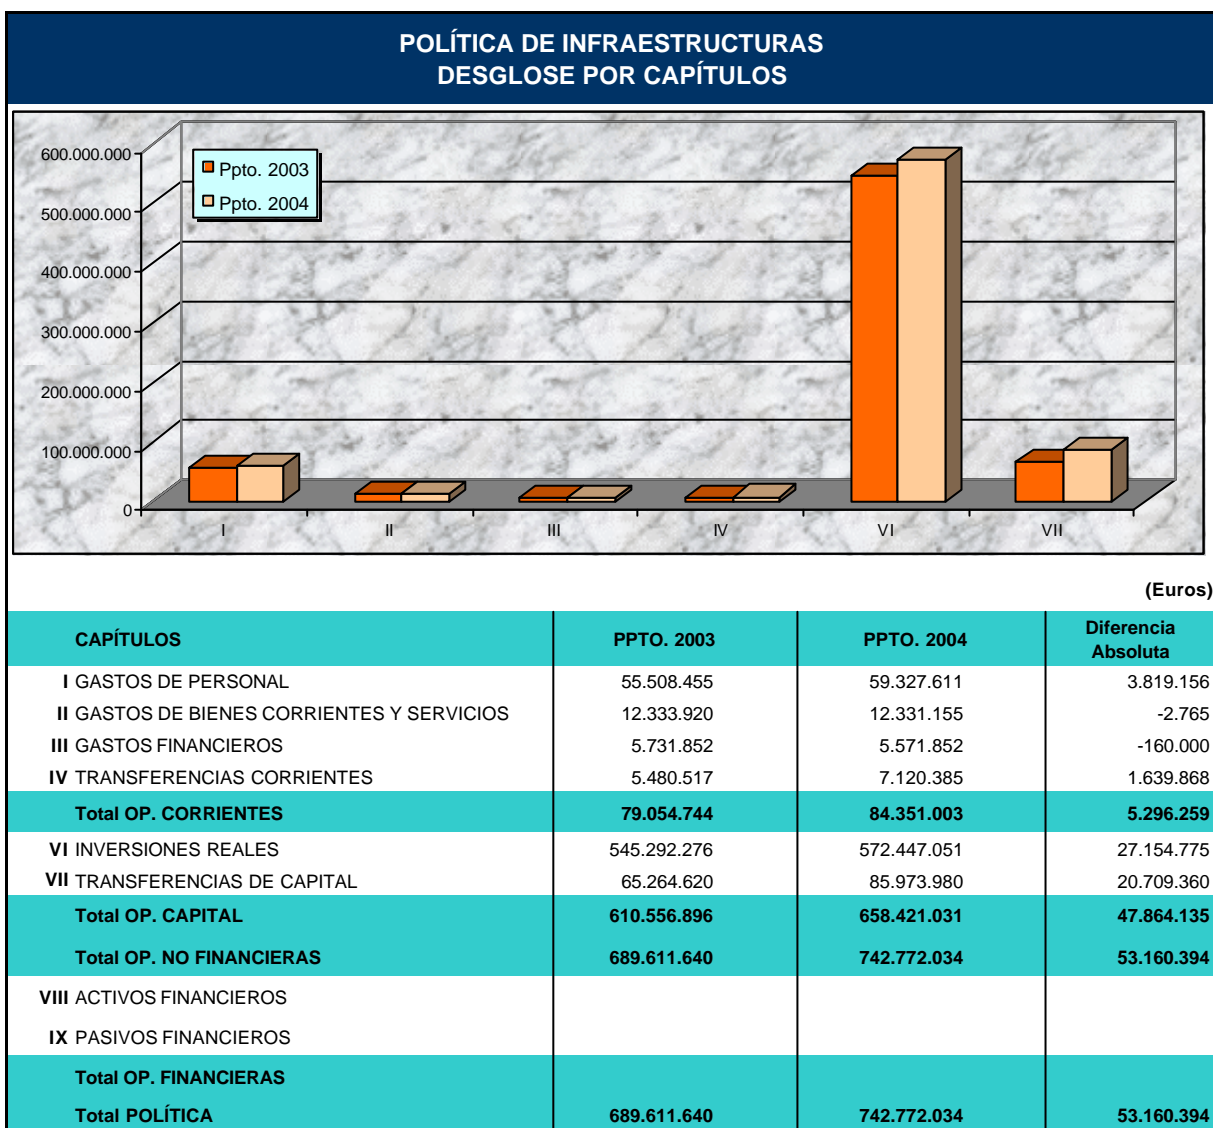 POLÍTICA DE INFRAESTRUCTURAS
DESGLOSE POR CAPÍTULOS
600.000.000
500.000.000
400.000.000
300.000.000
200.000.000
100.000.000
0
Ppto. 2003
Ppto. 2004
I II III IV VI VII
(Euros)
CAPÍTULOS PPTO. 2003 PPTO. 2004 Diferencia Absoluta
I GASTOS DE PERSONAL 55.508.455 59.327.611 3.819.156
II GASTOS DE BIENES CORRIENTES Y SERVICIOS 12.333.920 12.331.155 -2.765
III GASTOS FINANCIEROS 5.731.852 5.571.852 -160.000
IV TRANSFERENCIAS CORRIENTES 5.480.517 7.120.385 1.639.868
Total OP. CORRIENTES 79.054.744 84.351.003 5.296.259
VI INVERSIONES REALES 545.292.276 572.447.051 27.154.775
VII TRANSFERENCIAS DE CAPITAL 65.264.620 85.973.980 20.709.360
Total OP. CAPITAL 610.556.896 658.421.031 47.864.135
Total OP. NO FINANCIERAS 689.611.640 742.772.034 53.160.394
VIII ACTIVOS FINANCIEROS
IX PASIVOS FINANCIEROS
Total OP. FINANCIERAS
Total POLÍTICA 689.611.640 742.772.034 53.160.394